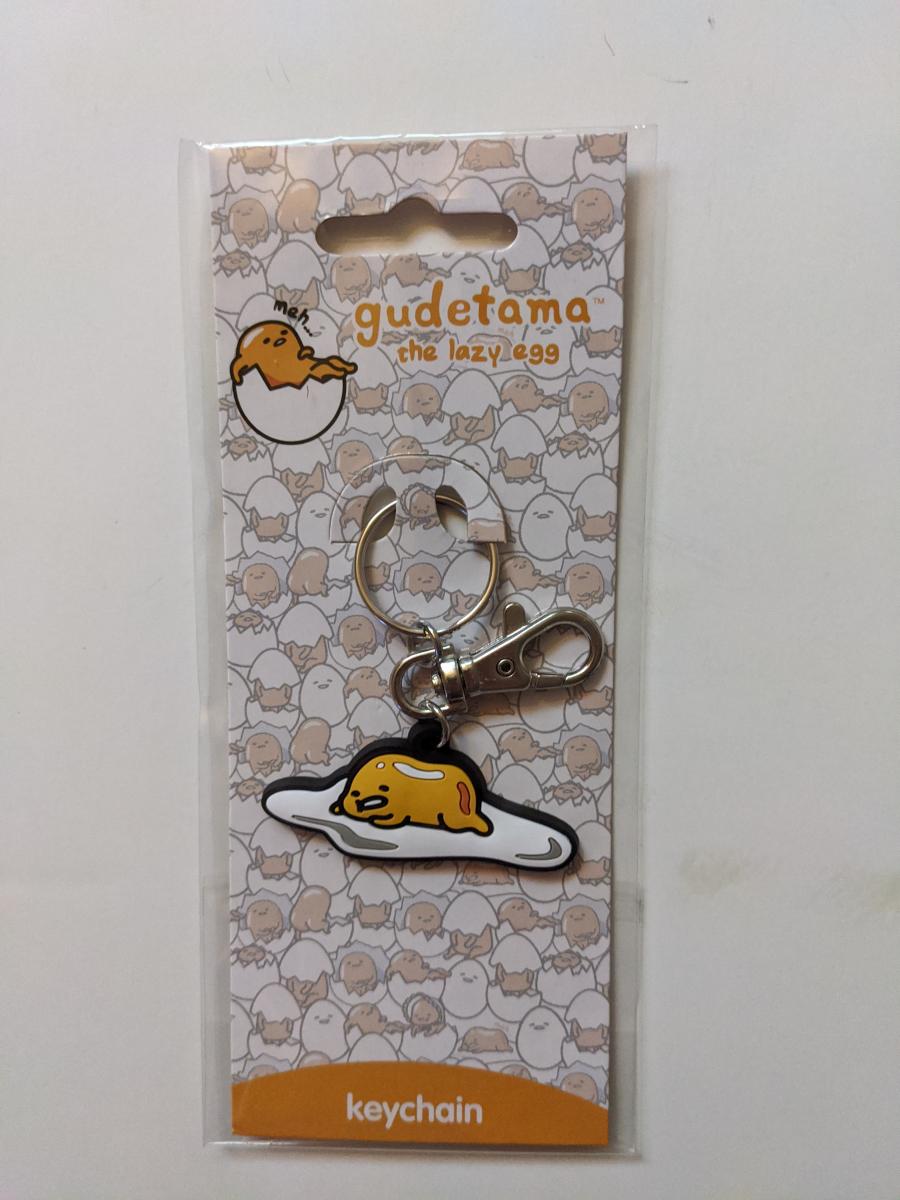 meh...
gudetama™
the lazy egg
keychain